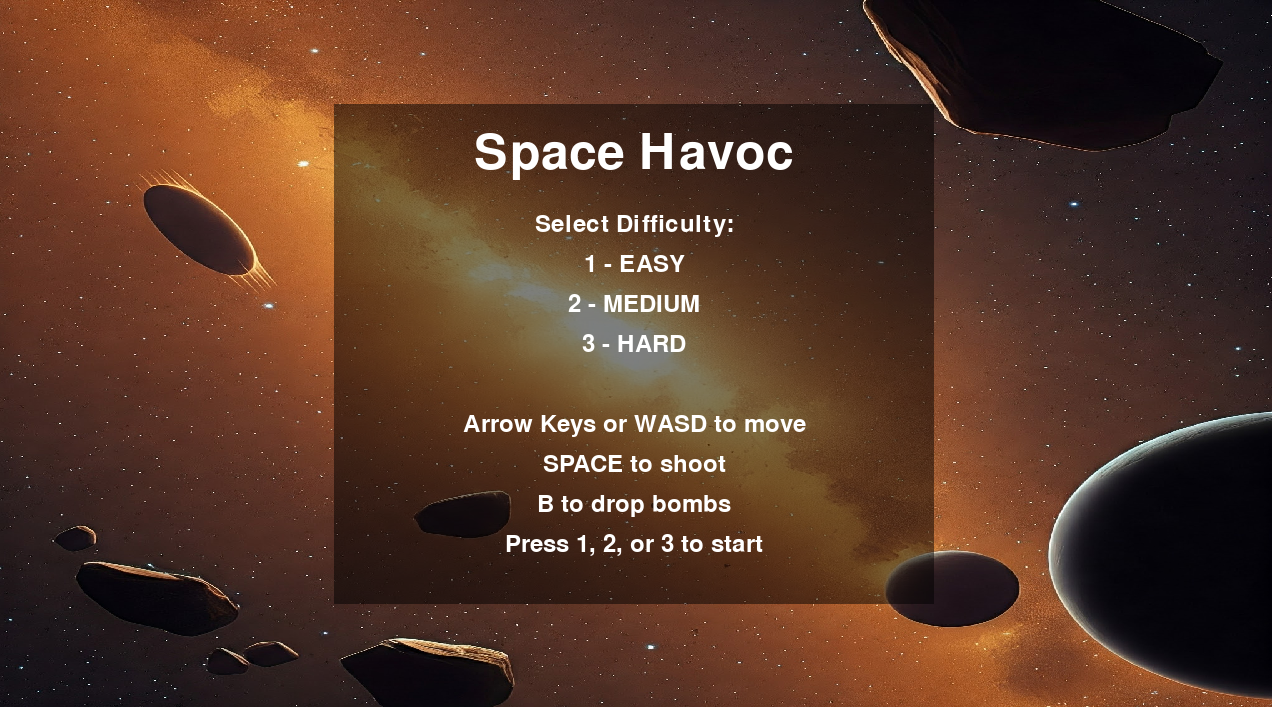 Space Havoc
Select Difficulty:
1 - EASY
2 - MEDIUM
3 - HARD
Arrow Keys or WASD to move
SPACE to shoot
B to drop bombs
Press 1, 2, or 3 to start